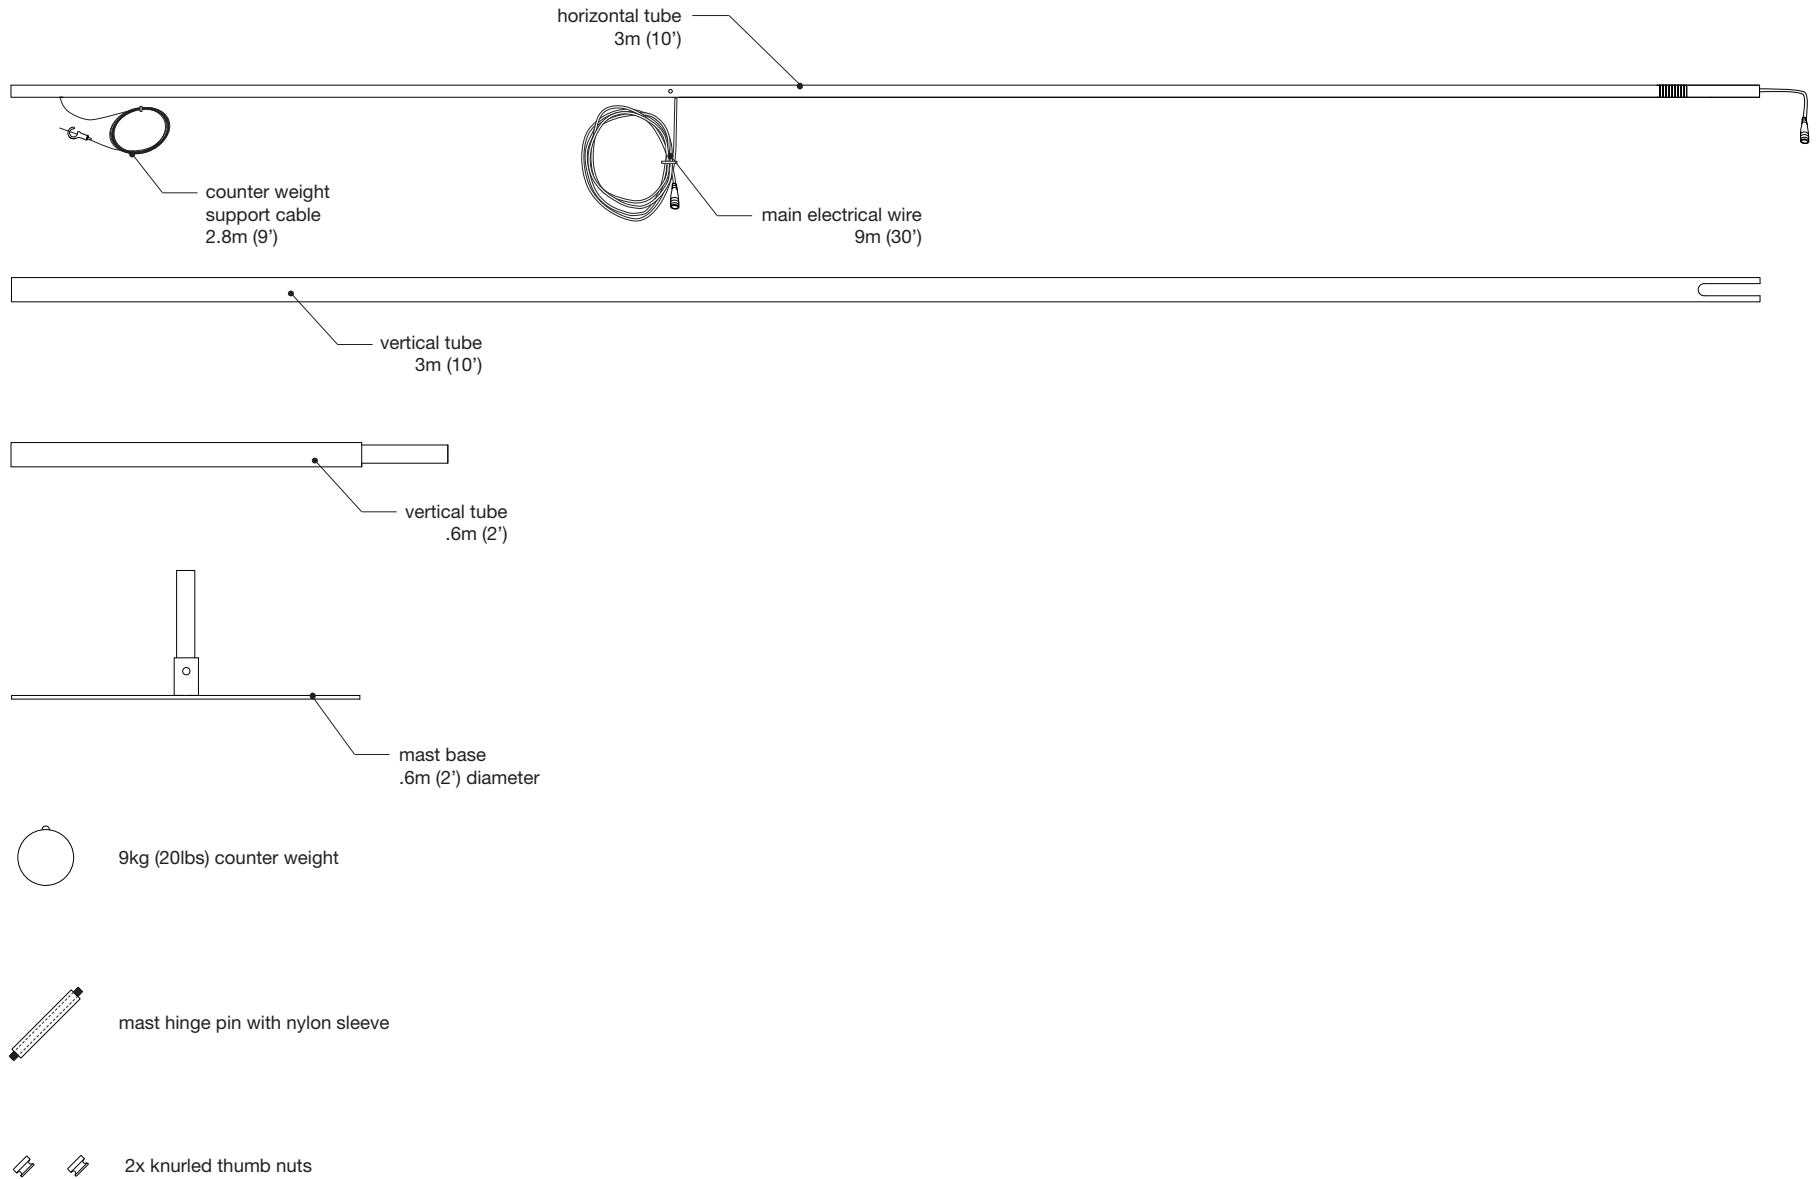 horizontal tube
3m (10’)
counter weight
support cable
2.8m (9’)
main electrical wire
9m (30’)
vertical tube
3m (10’)
vertical tube
.6m (2’)
mast base
.6m (2’) diameter
9kg (20lbs) counter weight
mast hinge pin with nylon sleeve
2x knurled thumb nuts